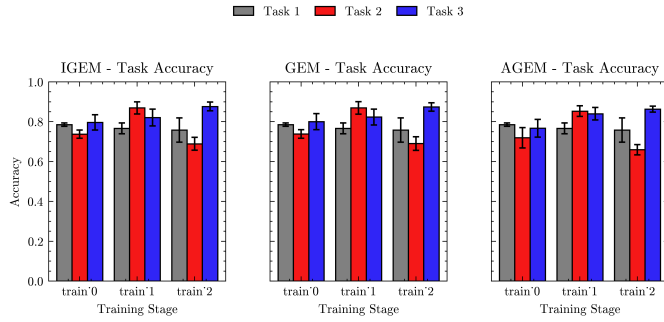 Task 1 Task 2 Task 3
IGEM - Task Accuracy GEM - Task Accuracy AGEM - Task Accuracy
1.0
0.8
0.6
0.4
0.2
0.0
Accuracy
train˙0 train˙1 train˙2 train˙0 train˙1 train˙2 train˙0 train˙1 train˙2
Training Stage Training Stage Training Stage